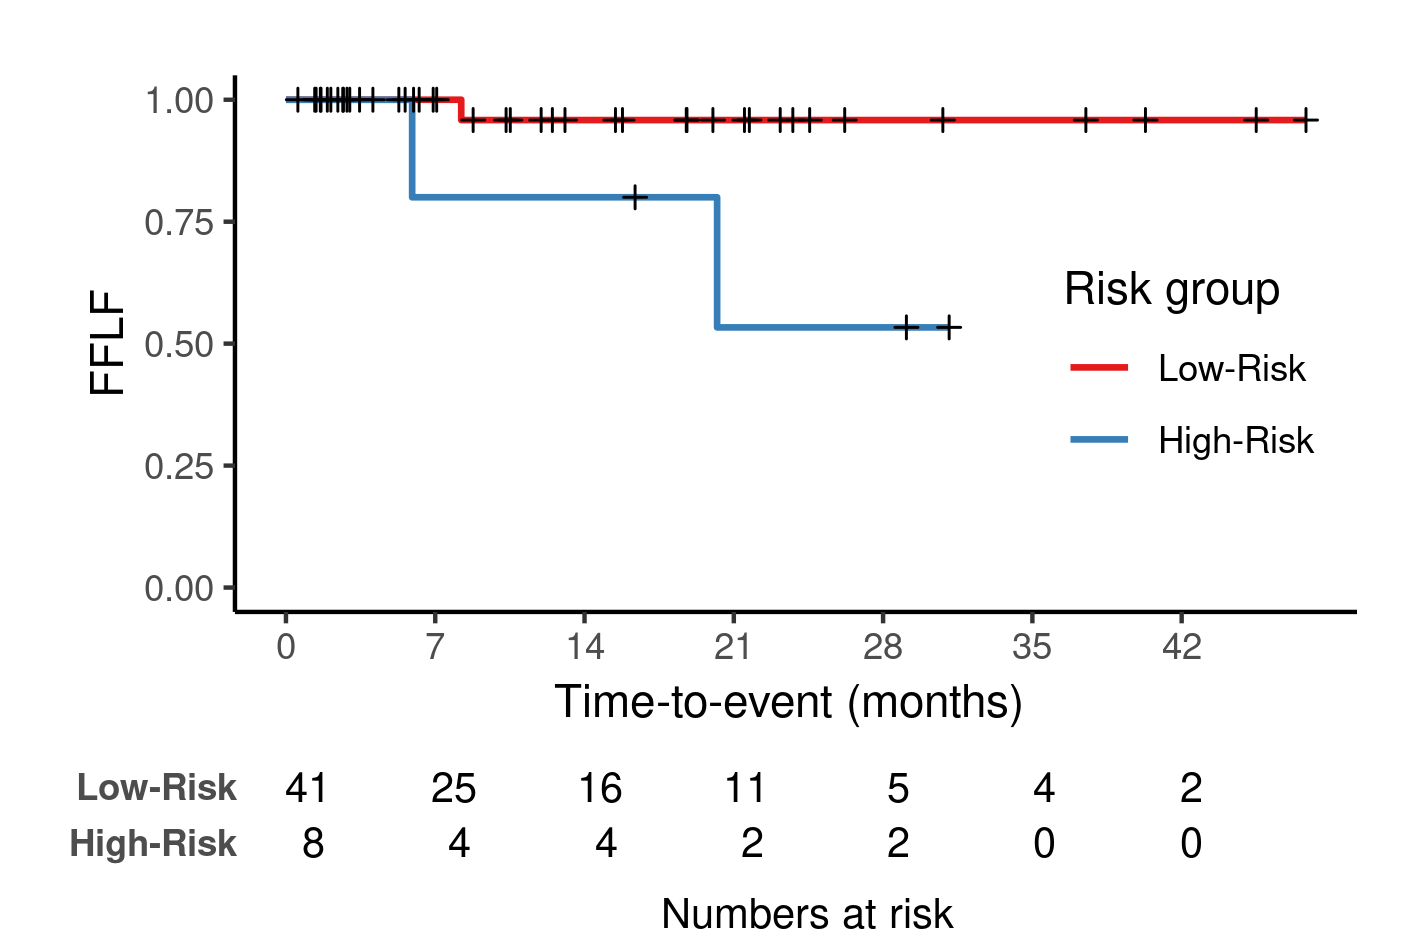 1.00
0.75
0.50
0.25
0.00
FFLF
Risk group
Low-Risk
High-Risk
0 7 14 21 28 35 42
Time-to-event (months)
Low-Risk 41 25 16 11 5 4 2
High-Risk 8 4 4 2 2 0 0
Numbers at risk